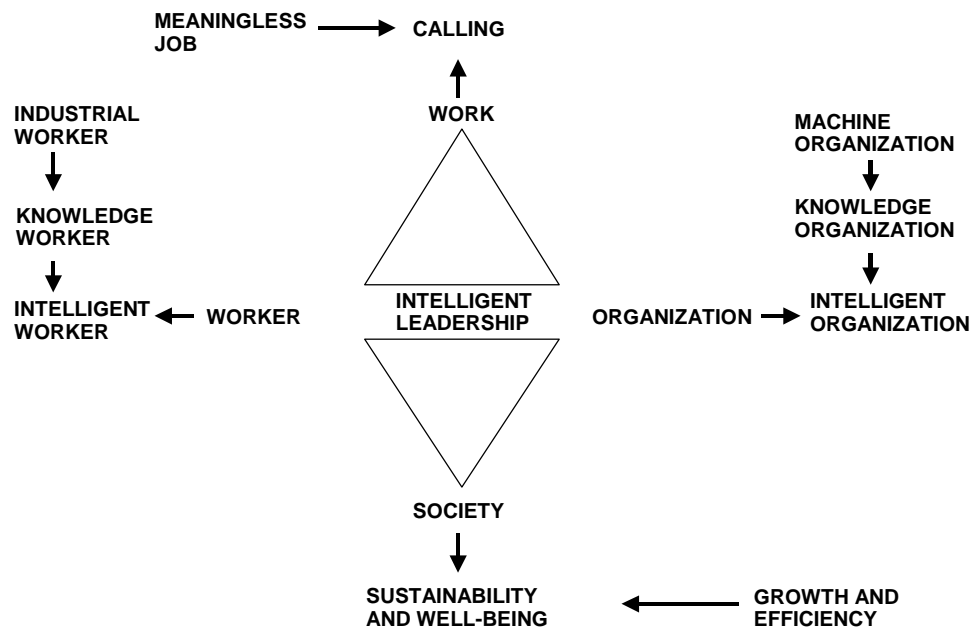 MEANINGLESS
JOB
CALLING
INDUSTRIAL
WORKER
WORK
MACHINE
ORGANIZATION
KNOWLEDGE
WORKER
KNOWLEDGE
ORGANIZATION
INTELLIGENT
WORKER
WORKER
INTELLIGENT
LEADERSHIP
ORGANIZATION
INTELLIGENT
ORGANIZATION
SOCIETY
SUSTAINABILITY
AND WELL-BEING
GROWTH AND
EFFICIENCY